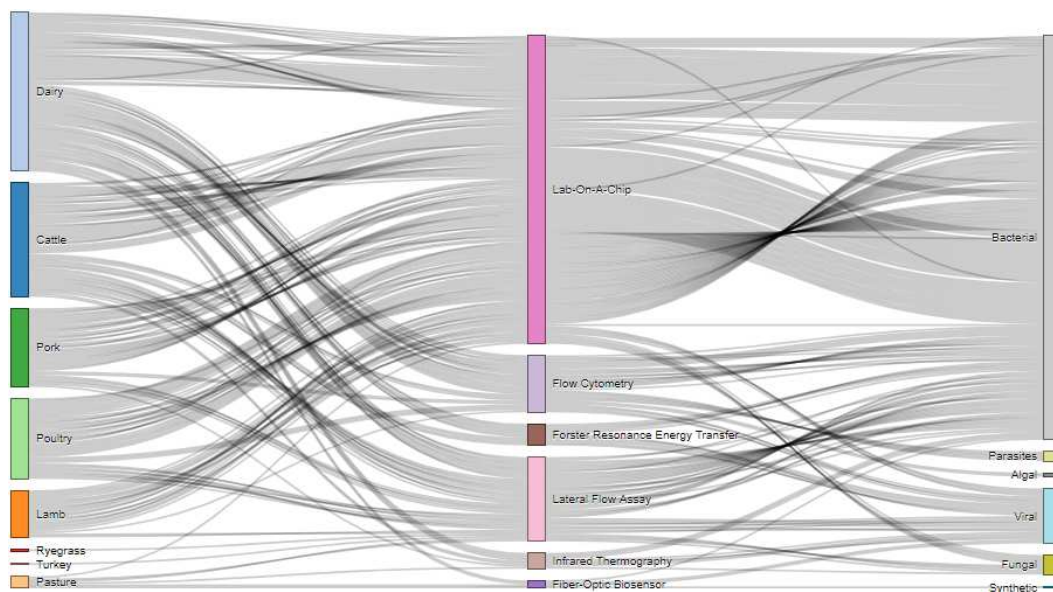 Dairy
Cattle
Pork
Poultry
Lamb
Ryegrass
Turkey
Pasture
Lab-On-A-Chip
Flow Cytometry
Forster Resonance Energy Transfer
Lateral Flow Assay
Infrared Thermography
Fiber-Optic Biosensor
Bacterial
Parasites
Algal
Viral
Fungal
Synthetic